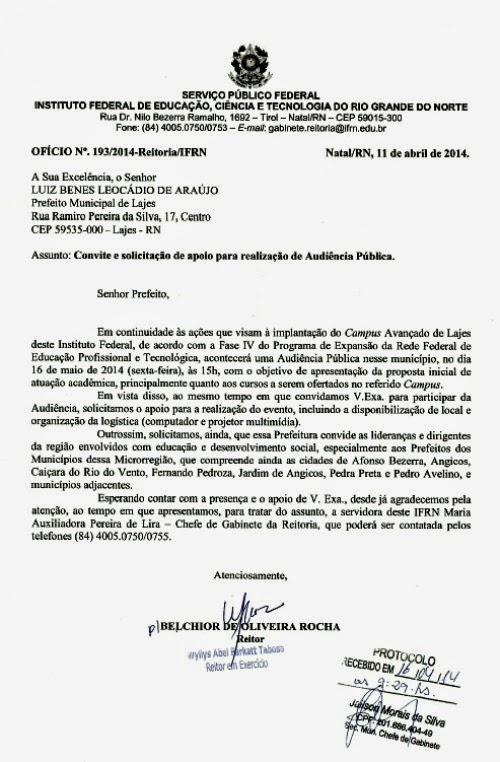 SERVIÇO PÚBLICO FEDERAL
INSTITUTO FEDERAL DE EDUCAÇÃO, CIÊNCIA E TECNOLOGIA DO RIO GRANDE DO NORTE
Rua Dr. Nilo Bezerra Ramalho, 1692 – Tirol – Natal/RN – CEP 59015-300
Fone: (84) 4005.0750/0753 – E-mail: gabinete.reitoria@ifrn.edu.br
OFÍCIO Nº. 193/2014-Reitoria/IFRN Natal/RN, 11 de abril de 2014.
A Sua Excelência, o Senhor
LUIZ BENES LEOCÁDIO DE ARAÚJO
Prefeito Municipal de Lajes
Rua Ramiro Pereira da Silva, 17, Centro
CEP 59535-000 – Lajes - RN
Assunto: Convite e solicitação de apoio para realização de Audiência Pública.
Senhor Prefeito,
Em continuidade às ações que visam à implantação do Campus Avançado de Lajes
deste Instituto Federal, de acordo com a Fase IV do Programa de Expansão da Rede Federal de
Educação Profissional e Tecnológica, acontecerá uma Audiência Pública nesse município, no dia
16 de maio de 2014 (sexta-feira), às 15h, com o objetivo de apresentação da proposta inicial de
atuação acadêmica, principalmente quanto aos cursos a serem ofertados no referido Campus.
Em vista disso, ao mesmo tempo em que convidamos V.Exa. para participar da
Audiência, solicitamos o apoio para a realização do evento, incluindo a disponibilização de local e
organização da logística (computador e projetor multimídia).
Outrossim, solicitamos, ainda, que essa Prefeitura convide as lideranças e dirigentes
da região envolvidos com educação e desenvolvimento social, especialmente aos Prefeitos dos
Municípios dessa Microrregião, que compreende ainda as cidades de Afonso Bezerra, Angicos,
Caiçara do Rio do Vento, Fernando Pedroza, Jardim de Angicos, Pedra Preta e Pedro Avelino, e
municípios adjacentes.
Esperando contar com a presença e o apoio de V. Exa., desde já agradecemos pela
atenção, ao tempo em que apresentamos, para tratar do assunto, a servidora deste IFRN Maria
Auxiliadora Pereira de Lira – Chefe de Gabinete da Reitoria, que poderá ser contatada pelos
telefones (84) 4005.0750/0755.
Atenciosamente,
p/ BELCHIOR DE OLIVEIRA ROCHA
Reitor
Wyllys Abel Farkatt Tabosa
Reitor em Exercício
PROTOCOLO
RECEBIDO EM 16/04/14
as 9:29 hs.
Morais da Silva
Sec. Mun. Chefe de Gabinete